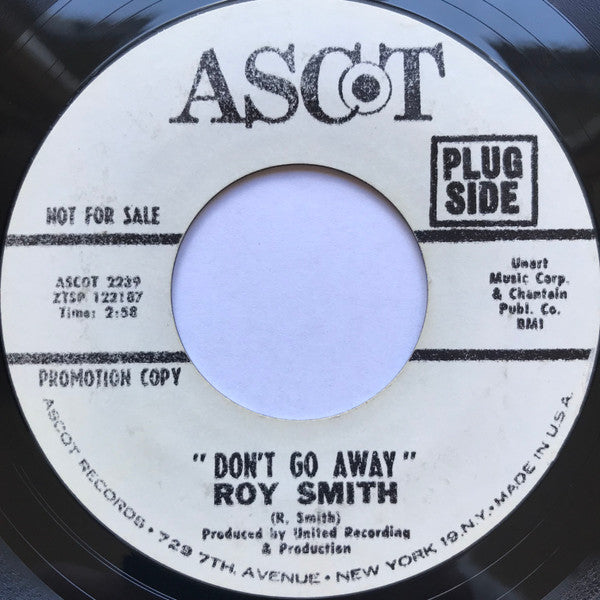 ASCOT
PLUG
SIDE
NOT FOR SALE
ASCOT 2239
ZTSP 123187
Time: 2:58
Unart
Music Corp.
& Chantain
Publ. Co.
BMI
PROMOTION COPY
"DON'T GO AWAY"
ROY SMITH
(R. Smith)
Produced by United Recording
& Production
ASCOT RECORDS • 729 7TH. AVENUE • NEW YORK 19. N.Y. • MADE IN U.S.A.